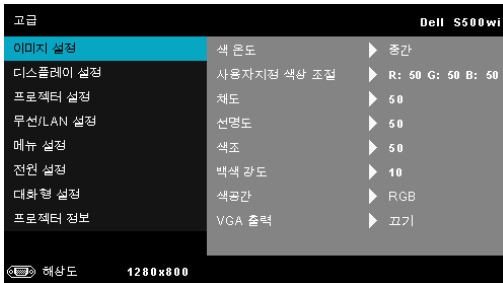 고급 Dell S500wi
이미지 설정 색 온도 중간
디스플레이 설정 사용자지정 색상 조절 R: 50 G: 50 B: 50
프로젝터 설정 채도 50
무선/LAN 설정 선명도 50
메뉴 설정 색조 50
전원 설정 백색 강도 10
대화형 설정 색공간 RGB
프로젝터 정보 VGA 출력 끄기
해상도 1280x800